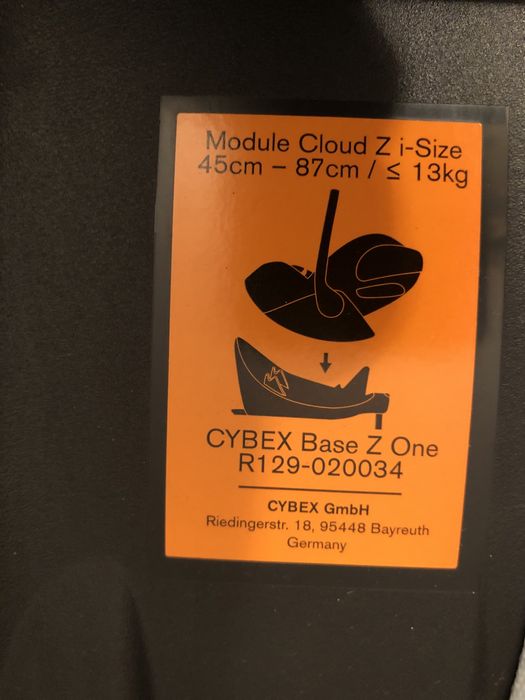 Module Cloud Z i-Size
45cm – 87cm / ≤ 13kg
CYBEX Base Z One
R129-020034
CYBEX GmbH
Riedingerstr. 18, 95448 Bayreuth
Germany